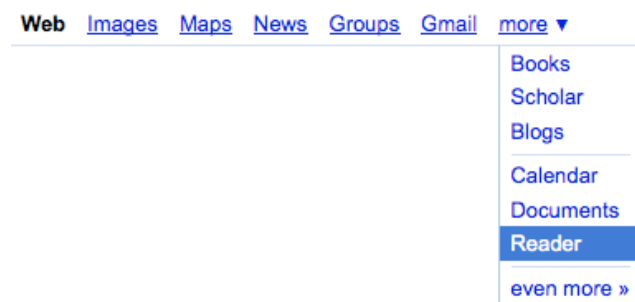 Web Images Maps News Groups Gmail more ▼
Books
Scholar
Blogs
Calendar
Documents
Reader
even more »